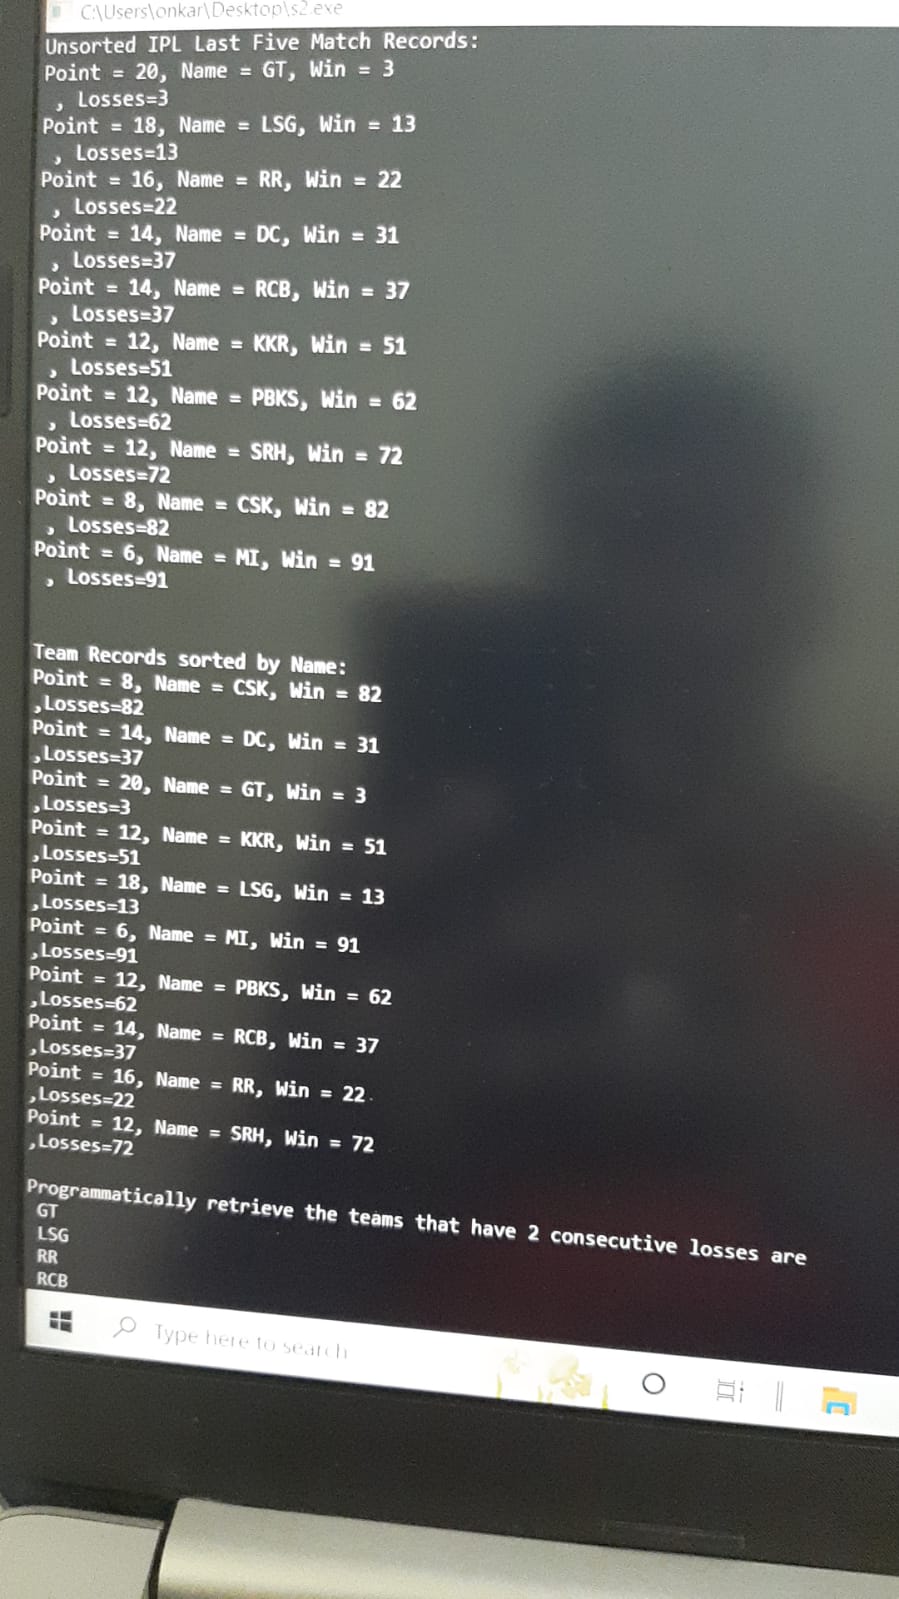 C:\Users\onkar\Desktop\s2.exe
Unsorted IPL Last Five Match Records:
Point = 20, Name = GT, Win = 3
, Losses=3
Point = 18, Name = LSG, Win = 13
, Losses=13
Point = 16, Name = RR, Win = 22
, Losses=22
Point = 14, Name = DC, Win = 31
, Losses=37
Point = 14, Name = RCB, Win = 37
, Losses=37
Point = 12, Name = KKR, Win = 51
, Losses=51
Point = 12, Name = PBKS, Win = 62
, Losses=62
Point = 12, Name = SRH, Win = 72
, Losses=72
Point = 8, Name = CSK, Win = 82
, Losses=82
Point = 6, Name = MI, Win = 91
, Losses=91
Team Records sorted by Name:
Point = 8, Name = CSK, Win = 82
,Losses=82
Point = 14, Name = DC, Win = 31
,Losses=37
Point = 20, Name = GT, Win = 3
,Losses=3
Point = 12, Name = KKR, Win = 51
,Losses=51
Point = 18, Name = LSG, Win = 13
,Losses=13
Point = 6, Name = MI, Win = 91
,Losses=91
Point = 12, Name = PBKS, Win = 62
,Losses=62
Point = 14, Name = RCB, Win = 37
,Losses=37
Point = 16, Name = RR, Win = 22
,Losses=22
Point = 12, Name = SRH, Win = 72
,Losses=72
Programmatically retrieve the teams that have 2 consecutive losses are
GT
LSG
RR
RCB
Type here to search